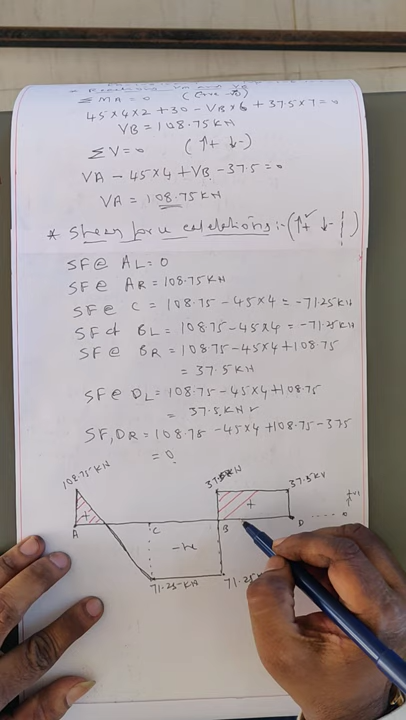 ΣMA = 0
45×4×2 + 30 - VB×6 + 37.5×7 = 0
VB = 108.75 KN
ΣV = 0 (↑+ ↓-)
VA - 45×4 + VB - 37.5 = 0
VA = 108.75 KN
* Shear force calculations :- (↑+ ↓-
SF @ AL = 0
SF @ AR = 108.75 KN
SF @ C = 108.75 - 45×4 = -71.25 KN
SF @ BL = 108.75 - 45×4 = -71.25 KN
SF @ BR = 108.75 - 45×4 + 108.75
= 37.5 KN
SF @ DL = 108.75 - 45×4 + 108.75
= 37.5 KN
SF, DR = 108.75 - 45×4 + 108.75 - 37.5
= 0
108.75 KN
37.5 KN 37.5 KN
+ +
A C B D
-ve
71.25 KN 71.25 K